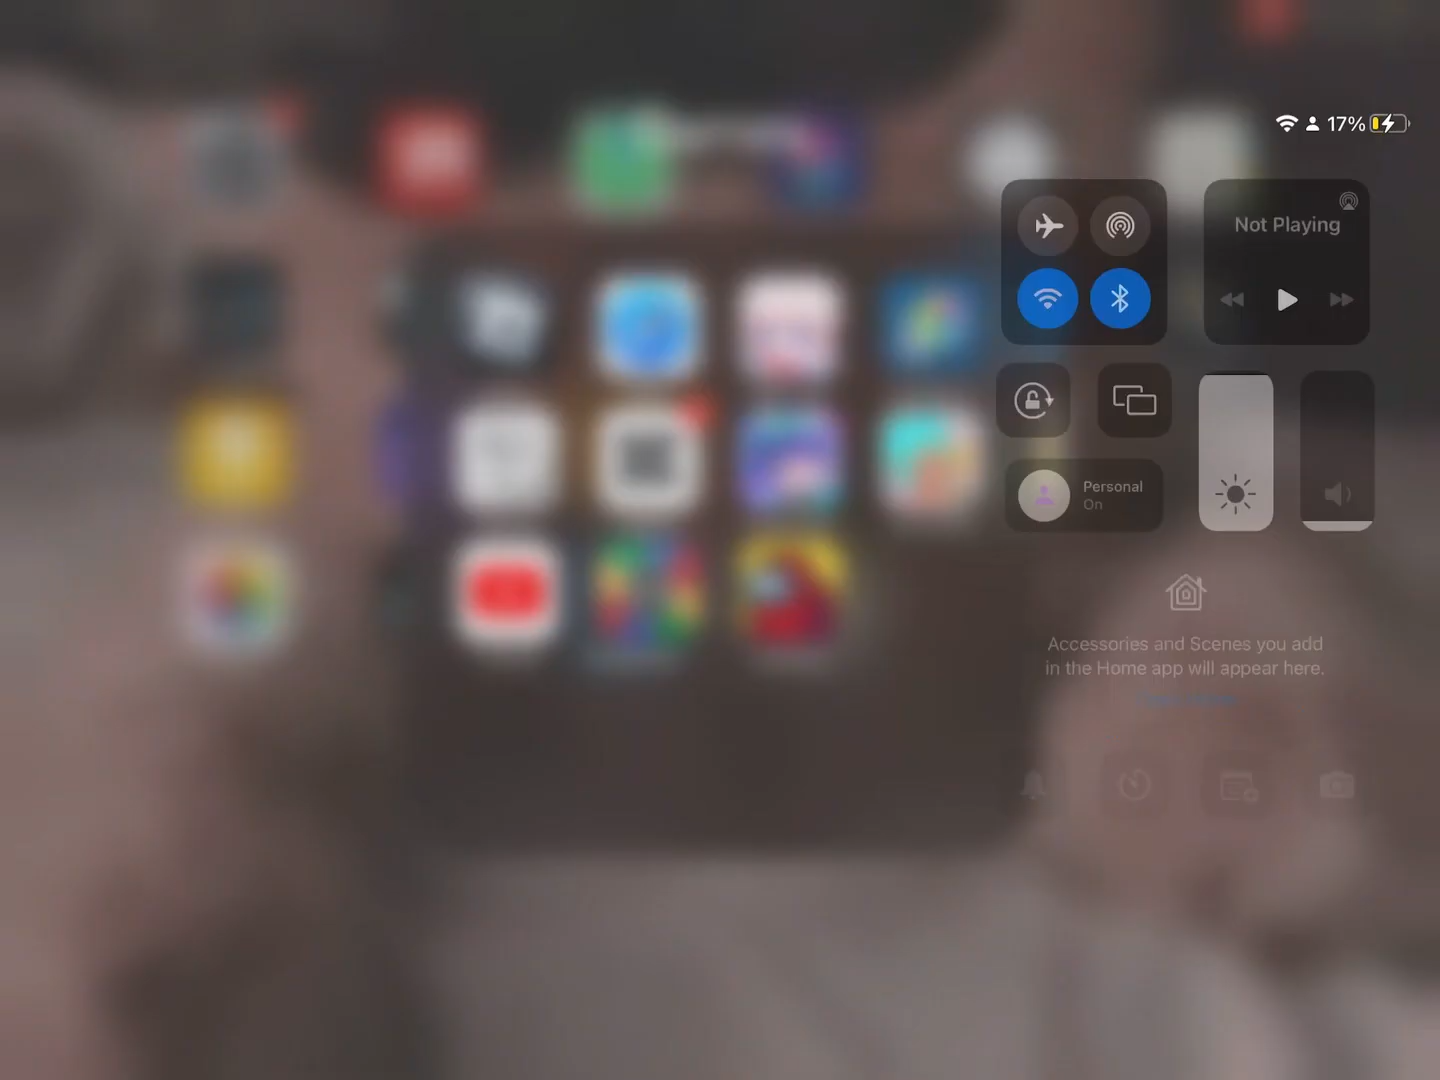 17%
Not Playing
Personal
On
Accessories and Scenes you add
in the Home app will appear here.